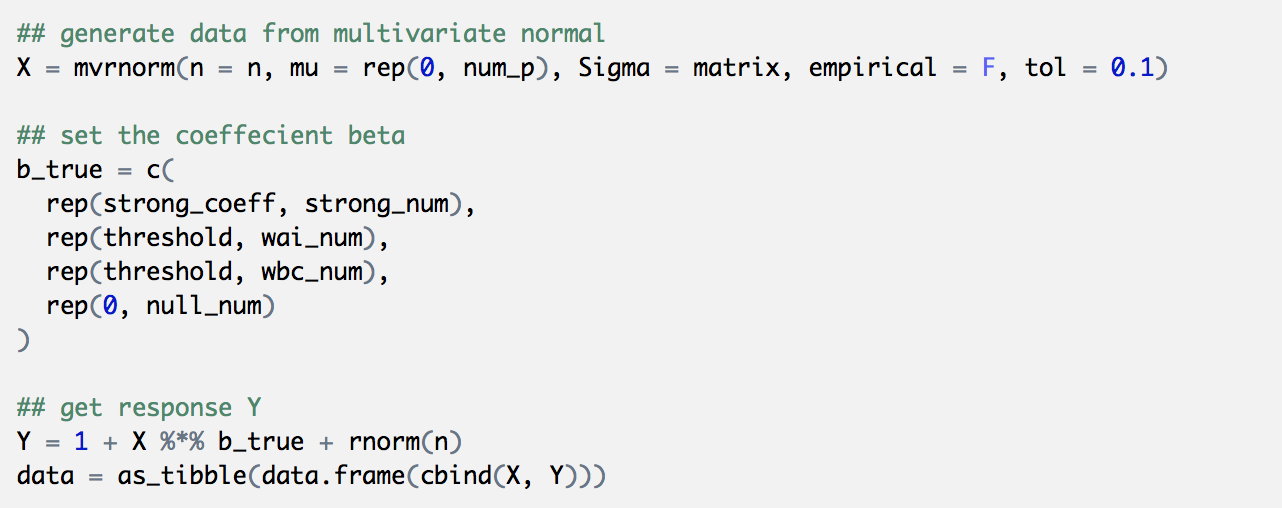 ## generate data from multivariate normal
X = mvrnorm(n = n, mu = rep(0, num_p), Sigma = matrix, empirical = F, tol = 0.1)
## set the coeffecient beta
b_true = c(
rep(strong_coeff, strong_num),
rep(threshold, wai_num),
rep(threshold, wbc_num),
rep(0, null_num)
)
## get response Y
Y = 1 + X %*% b_true + rnorm(n)
data = as_tibble(data.frame(cbind(X, Y)))